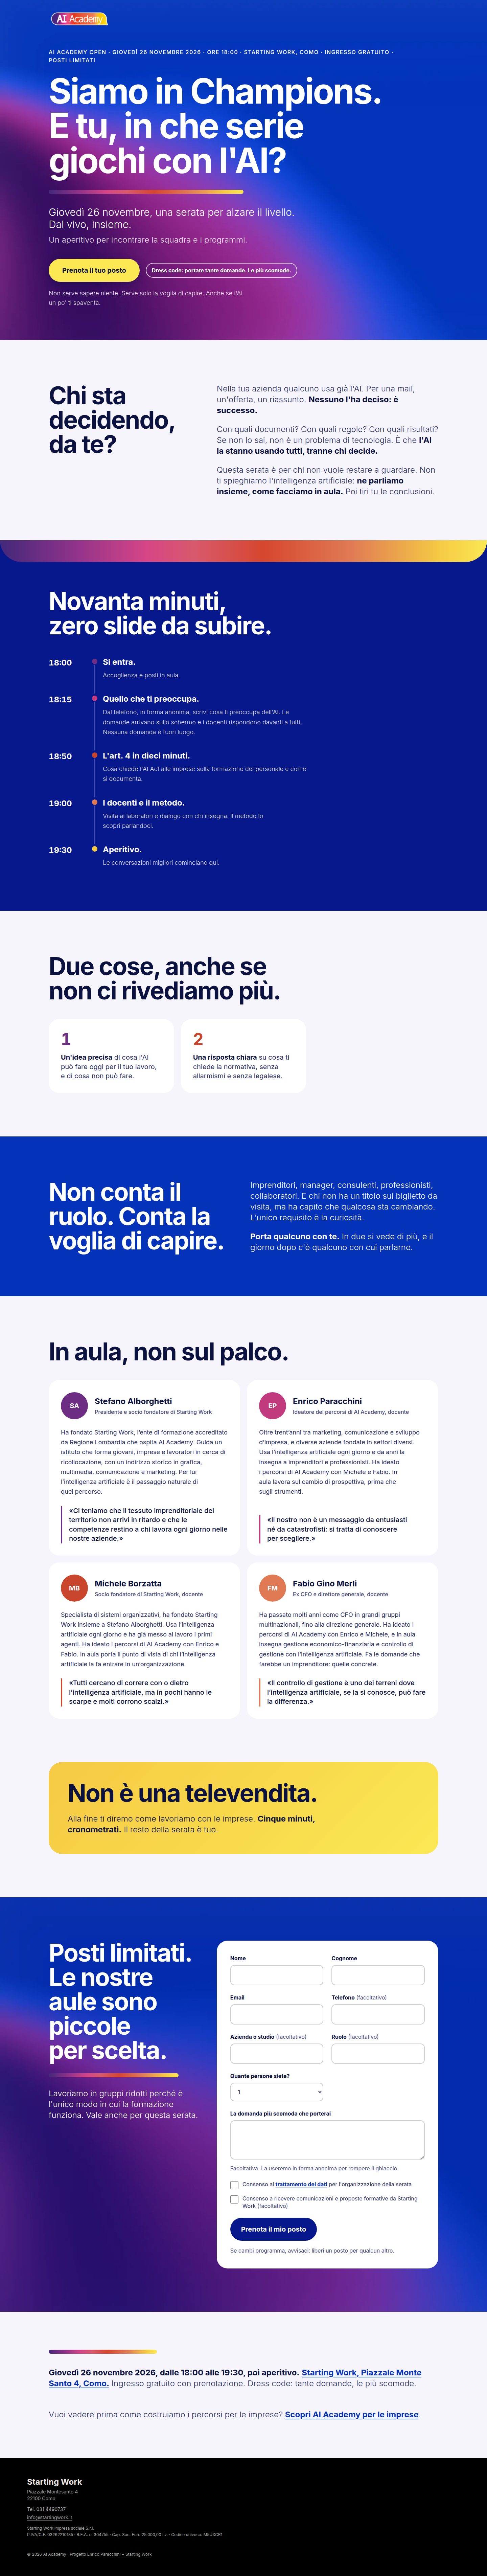 AI Academy
AI ACADEMY OPEN · GIOVEDÌ 26 NOVEMBRE 2026 · ORE 18:00 · STARTING WORK, COMO · INGRESSO GRATUITO ·
POSTI LIMITATI
Siamo in Champions.
E tu, in che serie
giochi con l'AI?
Giovedì 26 novembre, una serata per alzare il livello.
Dal vivo, insieme.
Un aperitivo per incontrare la squadra e i programmi.
Prenota il tuo posto
Dress code: portate tante domande. Le più scomode.
Non serve sapere niente. Serve solo la voglia di capire. Anche se l'AI
un po' ti spaventa.
Chi sta
decidendo,
da te?
Nella tua azienda qualcuno usa già l'AI. Per una mail,
un'offerta, un riassunto. Nessuno l'ha deciso: è
successo.
Con quali documenti? Con quali regole? Con quali risultati?
Se non lo sai, non è un problema di tecnologia. È che l'AI
la stanno usando tutti, tranne chi decide.
Questa serata è per chi non vuole restare a guardare. Non
ti spieghiamo l'intelligenza artificiale: ne parliamo
insieme, come facciamo in aula. Poi tiri tu le conclusioni.
Novanta minuti,
zero slide da subire.
18:00
Si entra.
Accoglienza e posti in aula.
18:15
Quello che ti preoccupa.
Dal telefono, in forma anonima, scrivi cosa ti preoccupa dell'AI. Le
domande arrivano sullo schermo e i docenti rispondono davanti a tutti.
Nessuna domanda è fuori luogo.
18:50
L'art. 4 in dieci minuti.
Cosa chiede l'AI Act alle imprese sulla formazione del personale e come
si documenta.
19:00
I docenti e il metodo.
Visita ai laboratori e dialogo con chi insegna: il metodo lo
scopri parlandoci.
19:30
Aperitivo.
Le conversazioni migliori cominciano qui.
Due cose, anche se
non ci rivediamo più.
1
Un'idea precisa di cosa l'AI
può fare oggi per il tuo lavoro,
e di cosa non può fare.
2
Una risposta chiara su cosa ti
chiede la normativa, senza
allarmismi e senza legalese.
Non conta il
ruolo. Conta la
voglia di capire.
Imprenditori, manager, consulenti, professionisti,
collaboratori. E chi non ha un titolo sul biglietto da
visita, ma ha capito che qualcosa sta cambiando.
L'unico requisito è la curiosità.
Porta qualcuno con te. In due si vede di più, e il
giorno dopo c'è qualcuno con cui parlarne.
In aula, non sul palco.
SA
Stefano Alborghetti
Presidente e socio fondatore di Starting Work
Ha fondato Starting Work, l'ente di formazione accreditato
da Regione Lombardia che ospita AI Academy. Guida un
istituto che forma giovani, imprese e lavoratori in cerca di
ricollocazione, con un indirizzo storico in grafica,
multimedia, comunicazione e marketing. Per lui
l'intelligenza artificiale è il passaggio naturale di
quel percorso.
«Ci teniamo che il tessuto imprenditoriale del
territorio non arrivi in ritardo e che le
competenze restino a chi lavora ogni giorno nelle
nostre aziende.»
EP
Enrico Paracchini
Ideatore dei percorsi di AI Academy, docente
Oltre trent'anni tra marketing, comunicazione e sviluppo
d'impresa, e diverse aziende fondate in settori diversi.
Usa l'intelligenza artificiale ogni giorno e da anni la
insegna a imprenditori e professionisti. Ha ideato
i percorsi di AI Academy con Michele e Fabio. In
aula lavora sui problemi dell'impresa, prima che
sugli strumenti.
«Il nostro non è un messaggio da entusiasti
né da catastrofisti: si tratta di conoscere
per scegliere.»
MB
Michele Borzatta
Socio fondatore di Starting Work, docente
Specialista di sistemi organizzativi, ha fondato Starting
Work insieme a Stefano Alborghetti. Usa l'intelligenza
artificiale ogni giorno e ha già messo al lavoro i primi
agenti. Ha ideato i percorsi di AI Academy con Enrico e
Fabio. In aula porta il punto di vista di chi l'intelligenza
artificiale la fa entrare in un'organizzazione.
«Tutti cercano di correre con o dietro
l'intelligenza artificiale, ma in pochi hanno le
scarpe e molti corrono scalzi.»
FM
Fabio Gino Merli
Ex CFO e direttore generale, docente
Ha passato molti anni come CFO in grandi gruppi
multinazionali, fino alla direzione generale. Ha ideato i
percorsi di AI Academy con Enrico e Michele, e in aula
insegna gestione economico-finanziaria e controllo di
gestione con l'intelligenza artificiale. Fa le domande che
farebbe un imprenditore: quelle concrete.
«Il controllo di gestione è uno dei terreni dove
l'intelligenza artificiale, se la si conosce, può fare
la differenza.»
Non è una televendita.
Alla fine ti diremo come lavoriamo con le imprese. Cinque minuti,
cronometrati. Il resto della serata è tuo.
Posti limitati.
Le nostre
aule sono
piccole
per scelta.
Lavoriamo in gruppi ridotti perché è
l'unico modo in cui la formazione
funziona. Vale anche per questa serata.
Nome
Cognome
Email
Telefono (facoltativo)
Azienda o studio (facoltativo)
Ruolo (facoltativo)
Quante persone siete?
1
La domanda più scomoda che porterai
Facoltativa. La useremo in forma anonima per rompere il ghiaccio.
Consenso al trattamento dei dati per l'organizzazione della serata
Consenso a ricevere comunicazioni e proposte formative da Starting
Work (facoltativo)
Prenota il mio posto
Se cambi programma, avvisaci: liberi un posto per qualcun altro.
Giovedì 26 novembre 2026, dalle 18:00 alle 19:30, poi aperitivo. Starting Work, Piazzale Monte
Santo 4, Como. Ingresso gratuito con prenotazione. Dress code: tante domande, le più scomode.
Vuoi vedere prima come costruiamo i percorsi per le imprese? Scopri AI Academy per le imprese.
Starting Work
Piazzale Montesanto 4
22100 Como
Tel. 031 4490737
info@startingwork.it
Starting Work Impresa sociale S.r.l.
© 2026 AI Academy · Progetto Enrico Paracchini × Starting Work